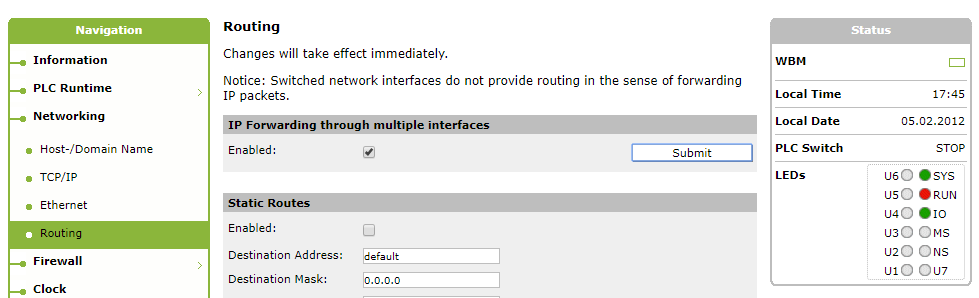 Navigation
Information
PLC Runtime
Networking
Host-/Domain Name
TCP/IP
Ethernet
Routing
Firewall
Clock
Routing
Changes will take effect immediately.
Notice: Switched network interfaces do not provide routing in the sense of forwarding
IP packets.
IP Forwarding through multiple interfaces
Enabled:
Submit
Static Routes
Enabled:
Destination Address: default
Destination Mask: 0.0.0.0
Status
WBM
Local Time 17:45
Local Date 05.02.2012
PLC Switch STOP
LEDs
U6 SYS
U5 RUN
U4 IO
U3 MS
U2 NS
U1 U7